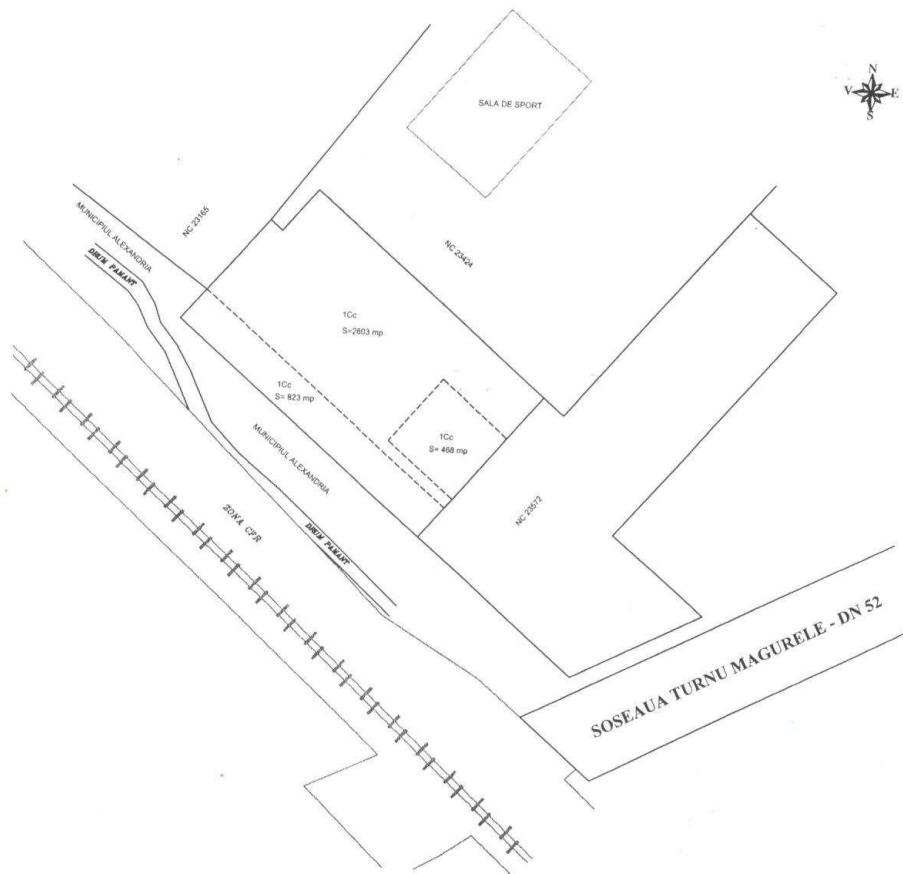 N
V E
S
SALA DE SPORT
MUNICIPIUL ALEXANDRIA
NC 23165
DRUM PAMANT
NC 23424
1Cc
S=2603 mp
1Cc
S= 823 mp
1Cc
S= 468 mp
MUNICIPIUL ALEXANDRIA
NC 23572
ZONA CFR
DRUM PAMANT
SOSEAUA TURNU MAGURELE - DN 52